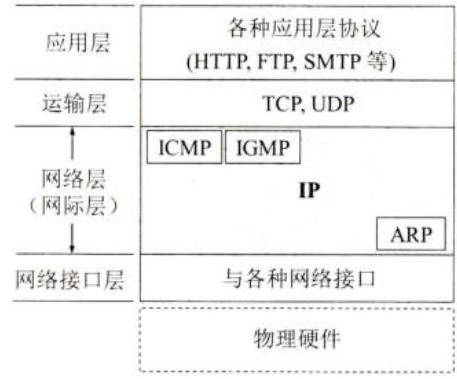 应用层
各种应用层协议
(HTTP, FTP, SMTP 等)
运输层
TCP, UDP
网络层
（网际层）
ICMP
IGMP
IP
ARP
网络接口层
与各种网络接口
物理硬件